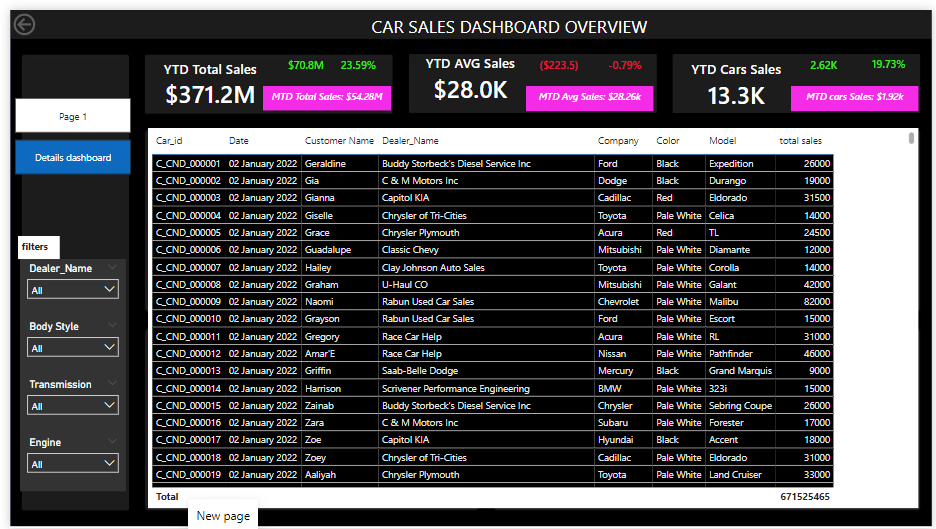 CAR SALES DASHBOARD OVERVIEW
YTD Total Sales $70.8M 23.59%
$371.2M MTD Total Sales: $54.28M
YTD AVG Sales ($223.5) -0.79%
$28.0K MTD Avg Sales: $28.26k
YTD Cars Sales 2.62K 19.73%
13.3K MTD cars Sales: $1.92k
Page 1
Details dashboard
filters
Dealer_Name
All
Body Style
All
Transmission
All
Engine
All
Car_id Date Customer Name Dealer_Name Company Color Model total sales
C_CND_000001 02 January 2022 Geraldine Buddy Storbeck's Diesel Service Inc Ford Black Expedition 26000
C_CND_000002 02 January 2022 Gia C & M Motors Inc Dodge Black Durango 19000
C_CND_000003 02 January 2022 Gianna Capitol KIA Cadillac Red Eldorado 31500
C_CND_000004 02 January 2022 Giselle Chrysler of Tri-Cities Toyota Pale White Celica 14000
C_CND_000005 02 January 2022 Grace Chrysler Plymouth Acura Red TL 24500
C_CND_000006 02 January 2022 Guadalupe Classic Chevy Mitsubishi Pale White Diamante 12000
C_CND_000007 02 January 2022 Hailey Clay Johnson Auto Sales Toyota Pale White Corolla 14000
C_CND_000008 02 January 2022 Graham U-Haul CO Mitsubishi Pale White Galant 42000
C_CND_000009 02 January 2022 Naomi Rabun Used Car Sales Chevrolet Pale White Malibu 82000
C_CND_000010 02 January 2022 Grayson Rabun Used Car Sales Ford Pale White Escort 15000
C_CND_000011 02 January 2022 Gregory Race Car Help Acura Pale White RL 31000
C_CND_000012 02 January 2022 Amar'E Race Car Help Nissan Pale White Pathfinder 46000
C_CND_000013 02 January 2022 Griffin Saab-Belle Dodge Mercury Black Grand Marquis 9000
C_CND_000014 02 January 2022 Harrison Scrivener Performance Engineering BMW Pale White 323i 15000
C_CND_000015 02 January 2022 Zainab Buddy Storbeck's Diesel Service Inc Chrysler Pale White Sebring Coupe 26000
C_CND_000016 02 January 2022 Zara C & M Motors Inc Subaru Pale White Forester 17000
C_CND_000017 02 January 2022 Zoe Capitol KIA Hyundai Black Accent 18000
C_CND_000018 02 January 2022 Zoey Chrysler of Tri-Cities Cadillac Pale White Eldorado 31000
C_CND_000019 02 January 2022 Aaliyah Chrysler Plymouth Toyota Pale White Land Cruiser 33000
Total 671525465
New page